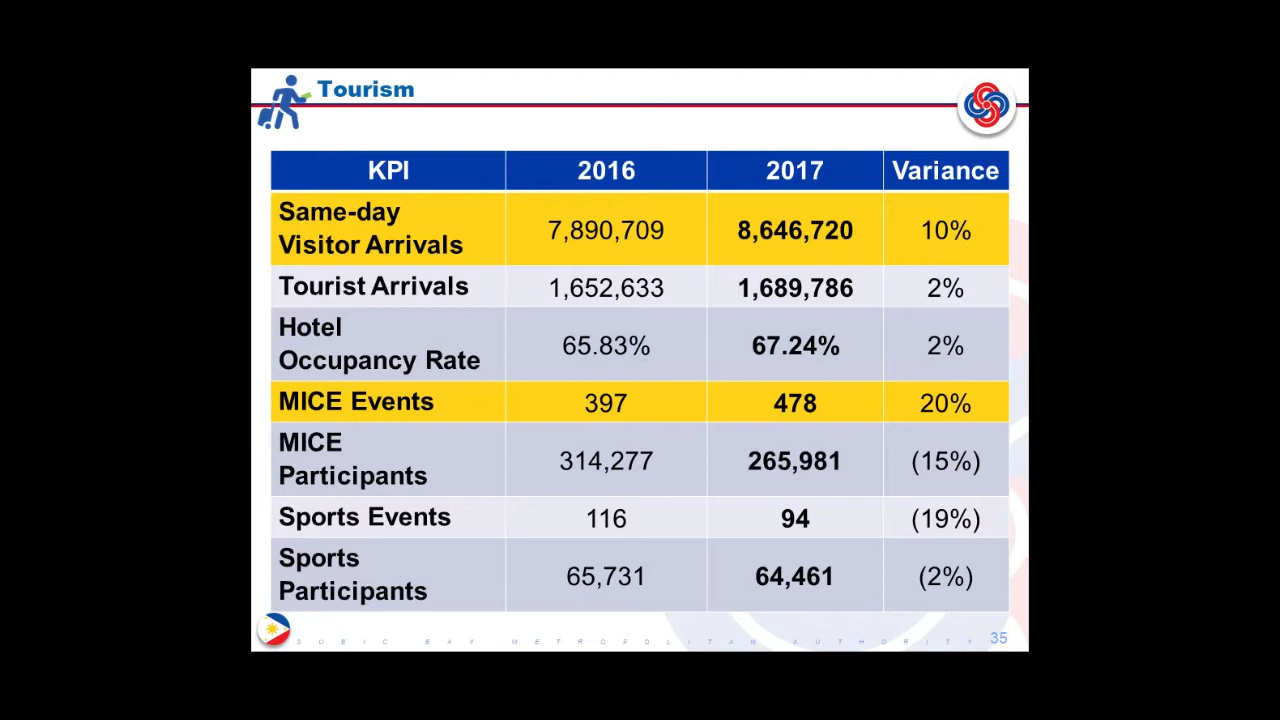 Tourism
KPI 2016 2017 Variance
Same-day
Visitor Arrivals 7,890,709 8,646,720 10%
Tourist Arrivals 1,652,633 1,689,786 2%
Hotel
Occupancy Rate 65.83% 67.24% 2%
MICE Events 397 478 20%
MICE
Participants 314,277 265,981 (15%)
Sports Events 116 94 (19%)
Sports
Participants 65,731 64,461 (2%)
SUBIC BAY METROPOLITAN AUTHORITY 35